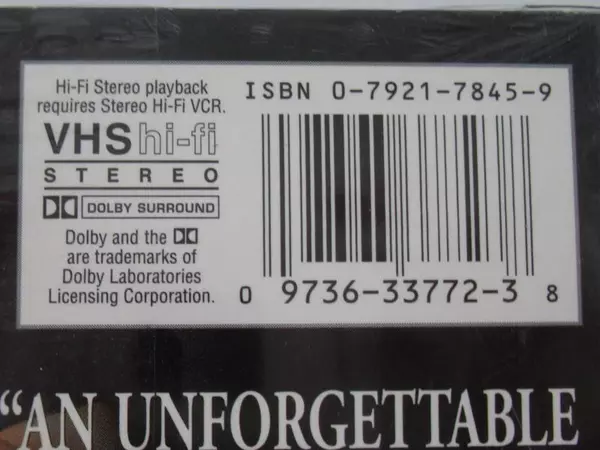 Hi-Fi Stereo playback
requires Stereo Hi-Fi VCR.
VHS hi-fi
STEREO
DOLBY SURROUND
Dolby and the
are trademarks of
Dolby Laboratories
Licensing Corporation.
ISBN 0-7921-7845-9
0 9736-33772-3 8
“AN UNFORGETTABLE